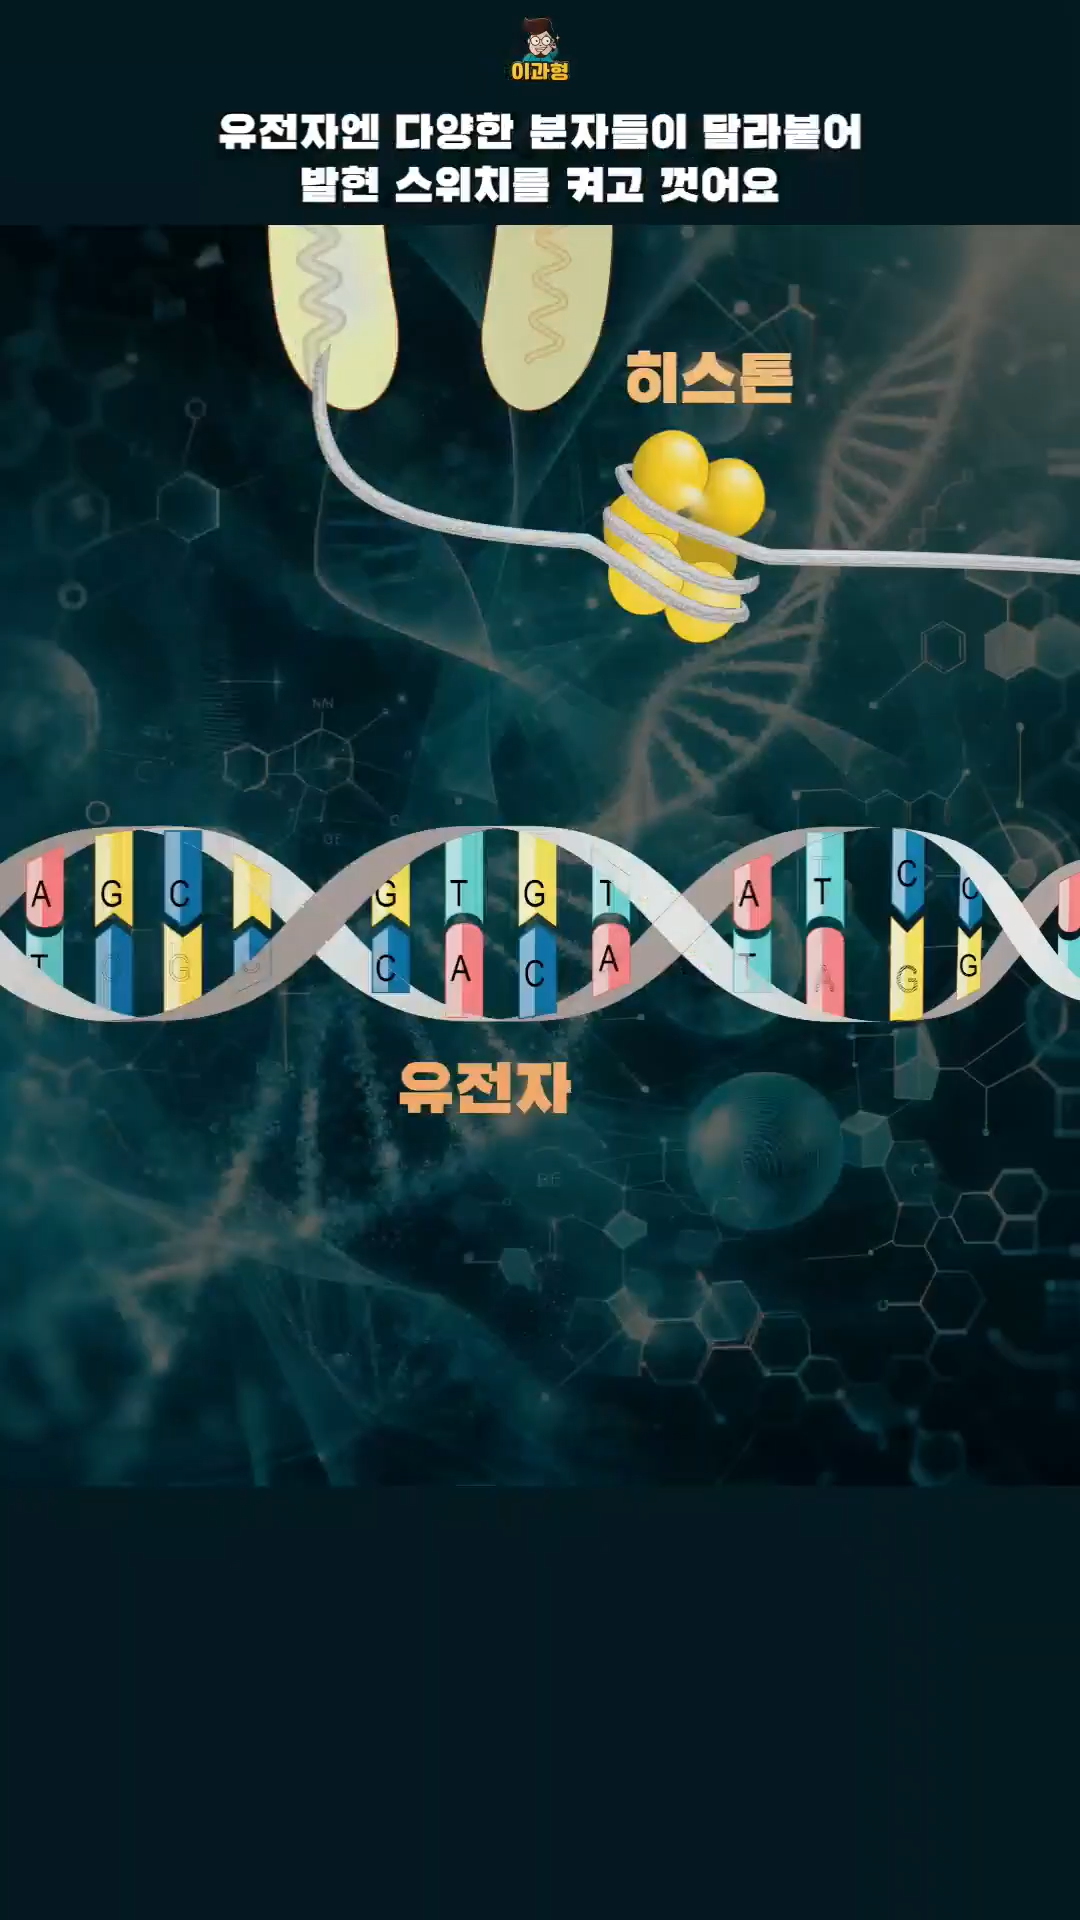 이과형
유전자엔 다양한 분자들이 달라붙어
발현 스위치를 켜고 껏어요
히스톤
A G C G T G T A T C C
T G C A C A T A G G
유전자